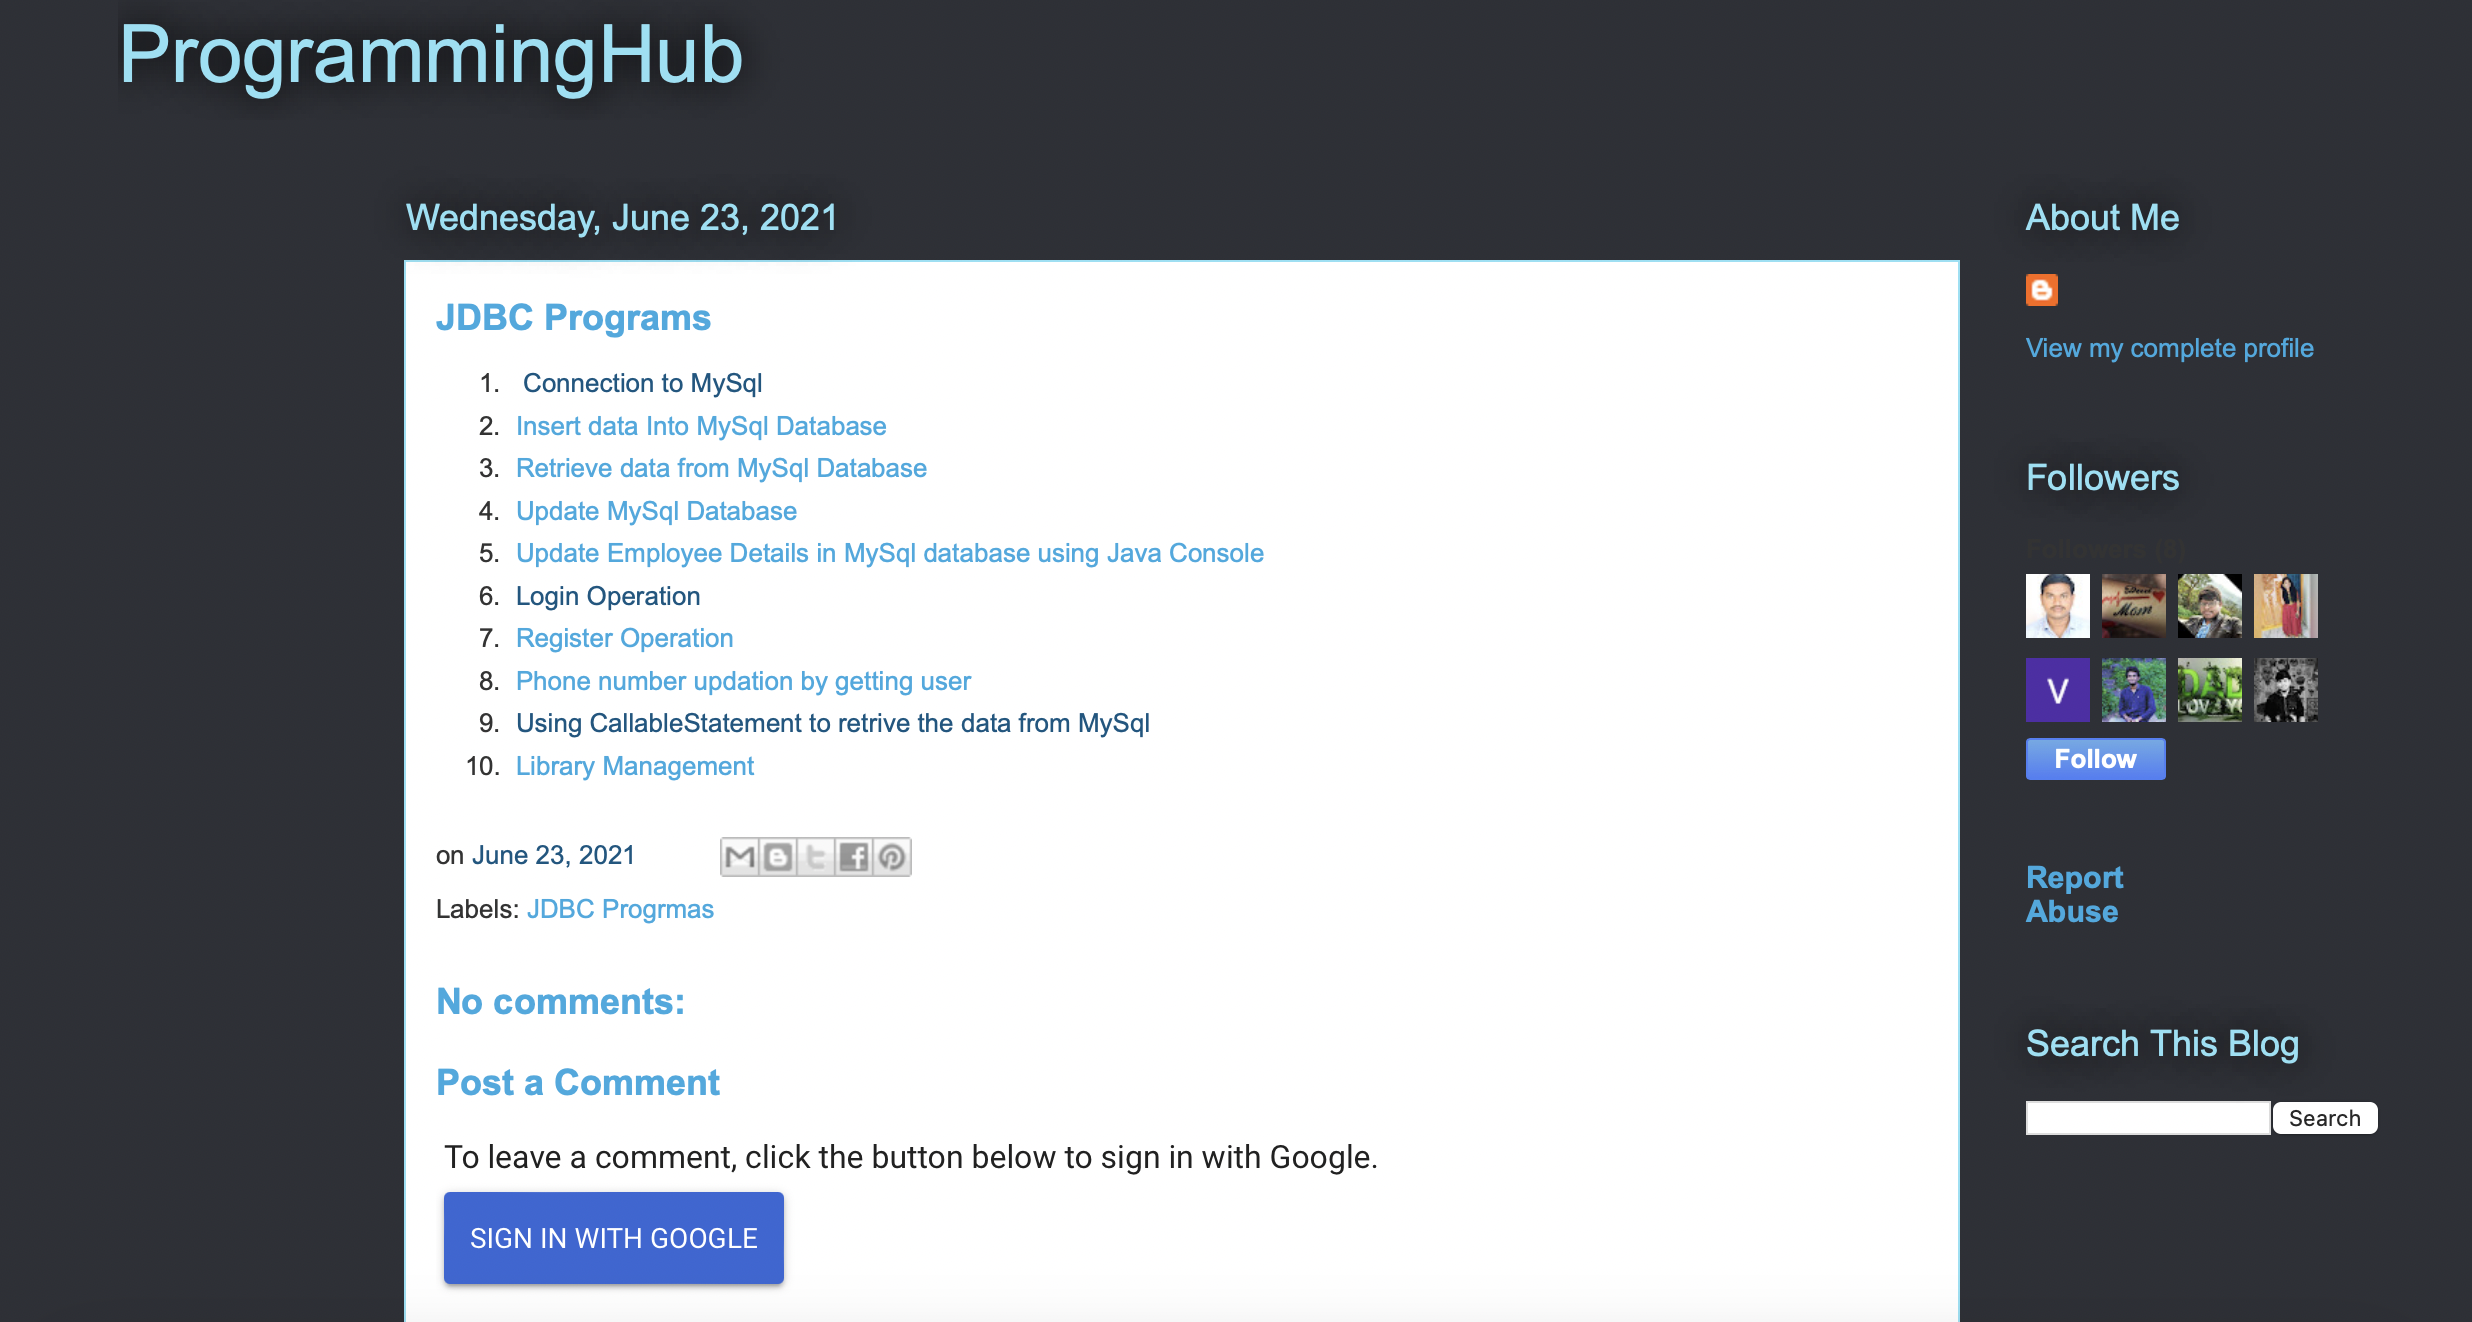 ProgrammingHub
Wednesday, June 23, 2021
JDBC Programs
1. Connection to MySql
2. Insert data Into MySql Database
3. Retrieve data from MySql Database
4. Update MySql Database
5. Update Employee Details in MySql database using Java Console
6. Login Operation
7. Register Operation
8. Phone number updation by getting user
9. Using CallableStatement to retrive the data from MySql
10. Library Management
on June 23, 2021
Labels: JDBC Progrmas
No comments:
Post a Comment
To leave a comment, click the button below to sign in with Google.
SIGN IN WITH GOOGLE
About Me
View my complete profile
Followers
Followers (8)
Mom
V
DAD
LOVE YO
Follow
Report
Abuse
Search This Blog
Search